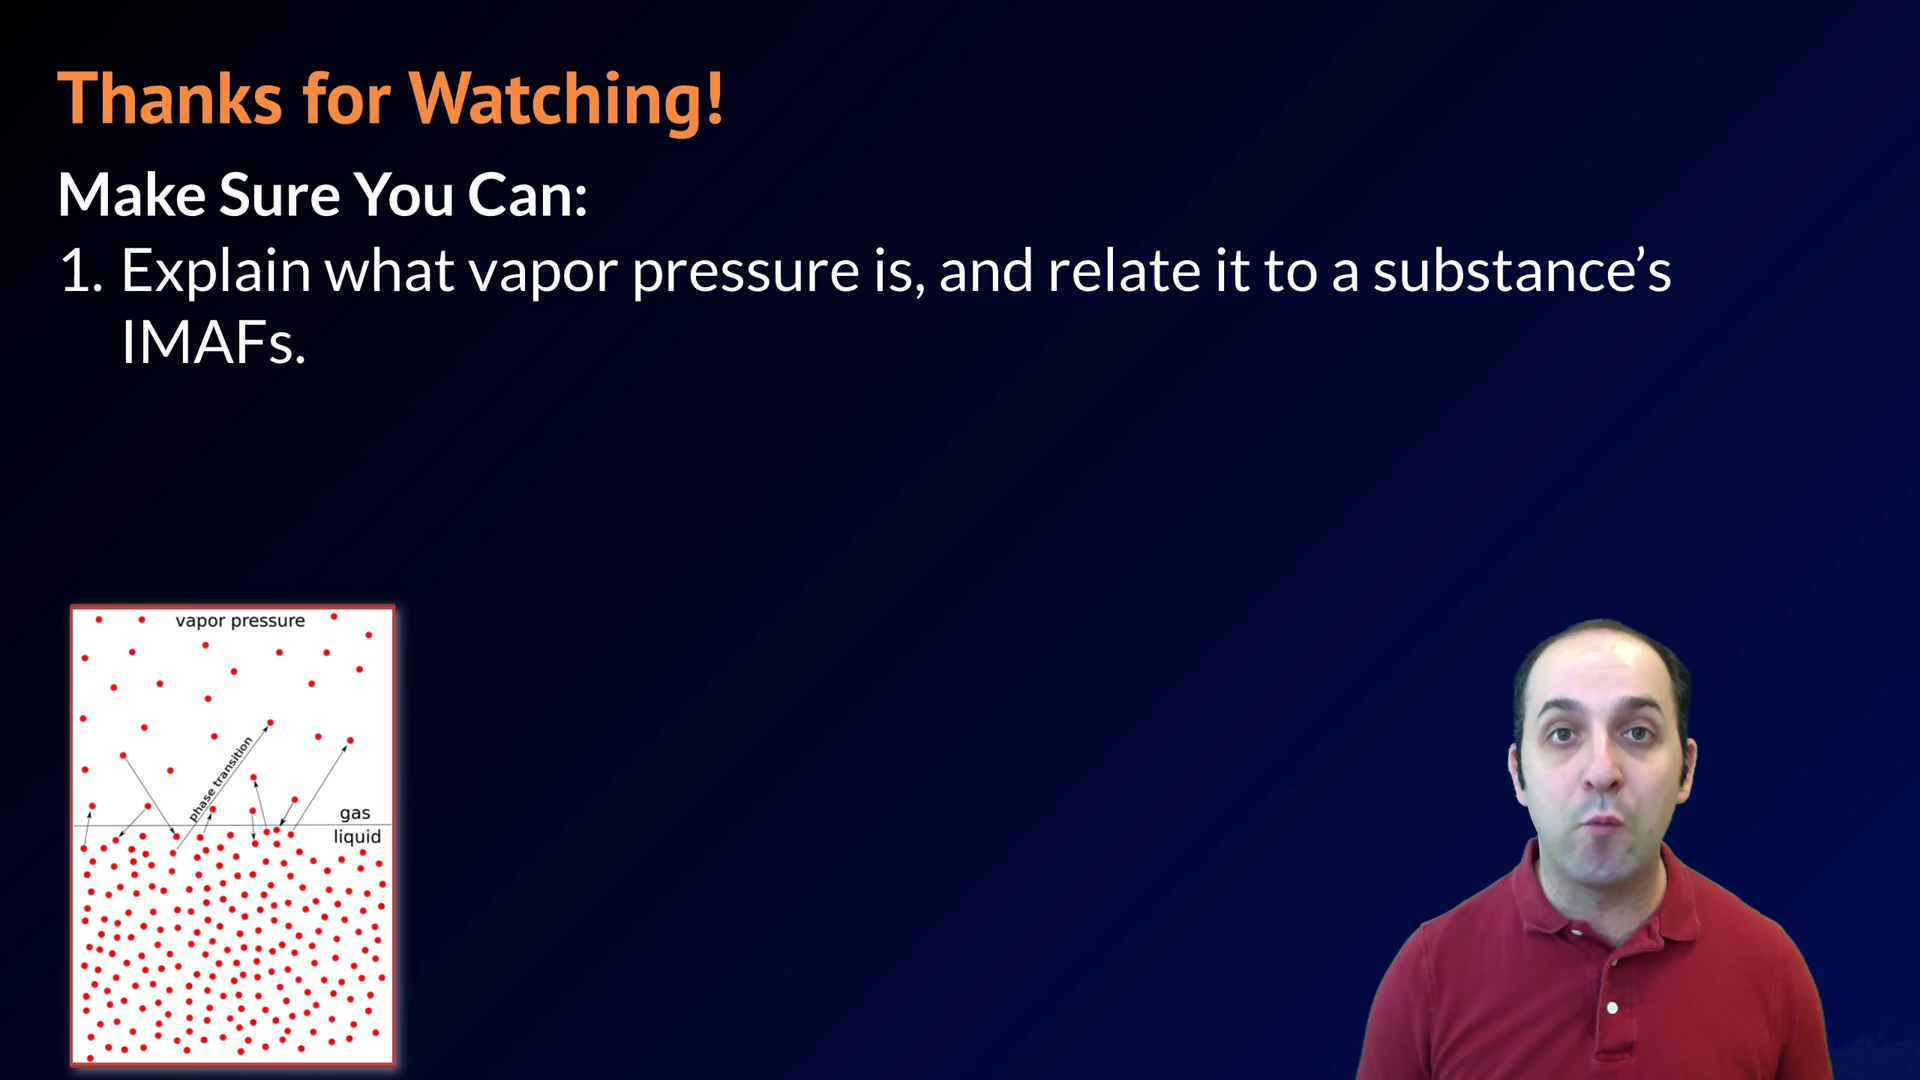 Thanks for Watching!
Make Sure You Can:
1. Explain what vapor pressure is, and relate it to a substance’s
IMAFs.
vapor pressure
phase transition
gas
liquid